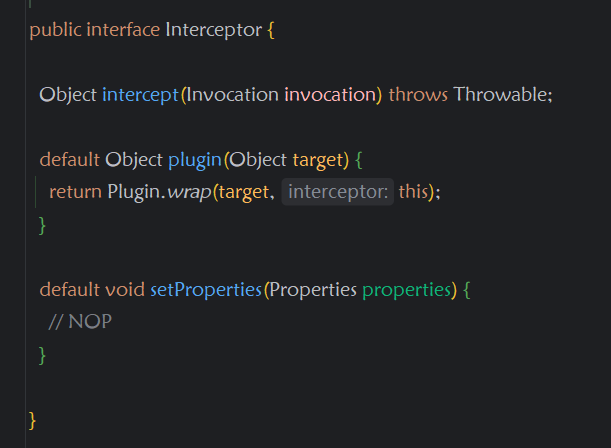 public interface Interceptor {
Object intercept(Invocation invocation) throws Throwable;
default Object plugin(Object target) {
return Plugin.wrap(target, interceptor: this);
}
default void setProperties(Properties properties) {
// NOP
}
}